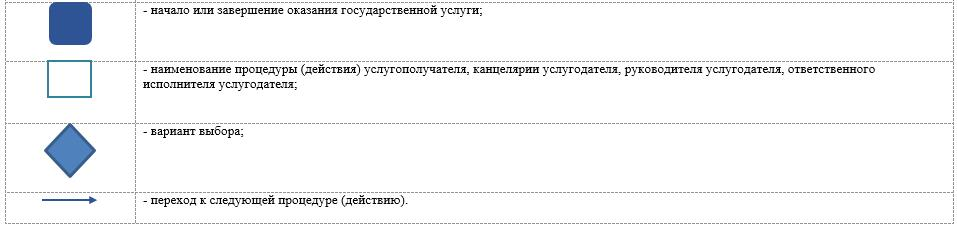 - начало или завершение оказания государственной услуги;
- наименование процедуры (действия) услугополучателя, канцелярии услугодателя, руководителя услугодателя, ответственного
исполнителя услугодателя;
- вариант выбора;
- переход к следующей процедуре (действию).